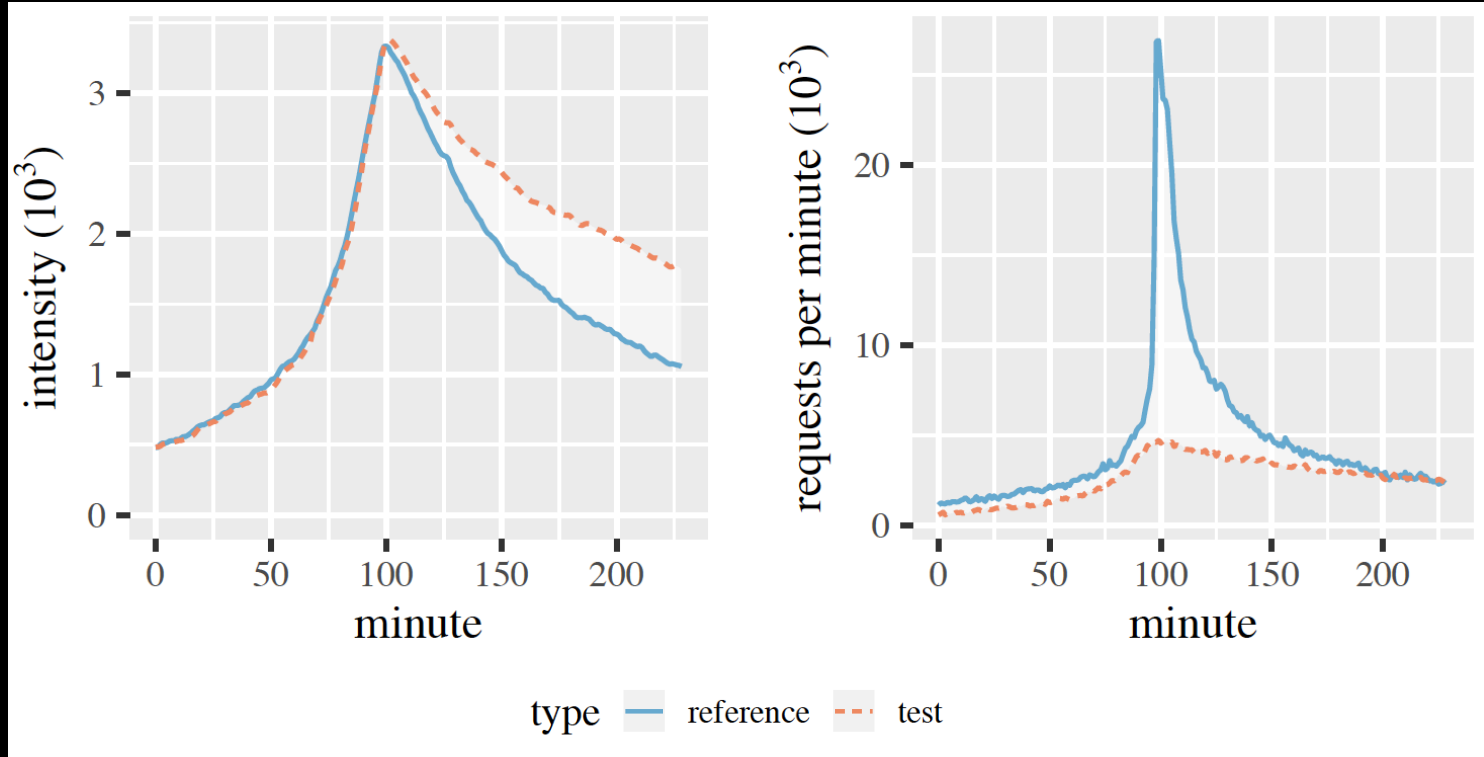 intensity (10³)
3
2
1
0
0 50 100 150 200
minute
requests per minute (10³)
20
10
0
0 50 100 150 200
minute
type reference test